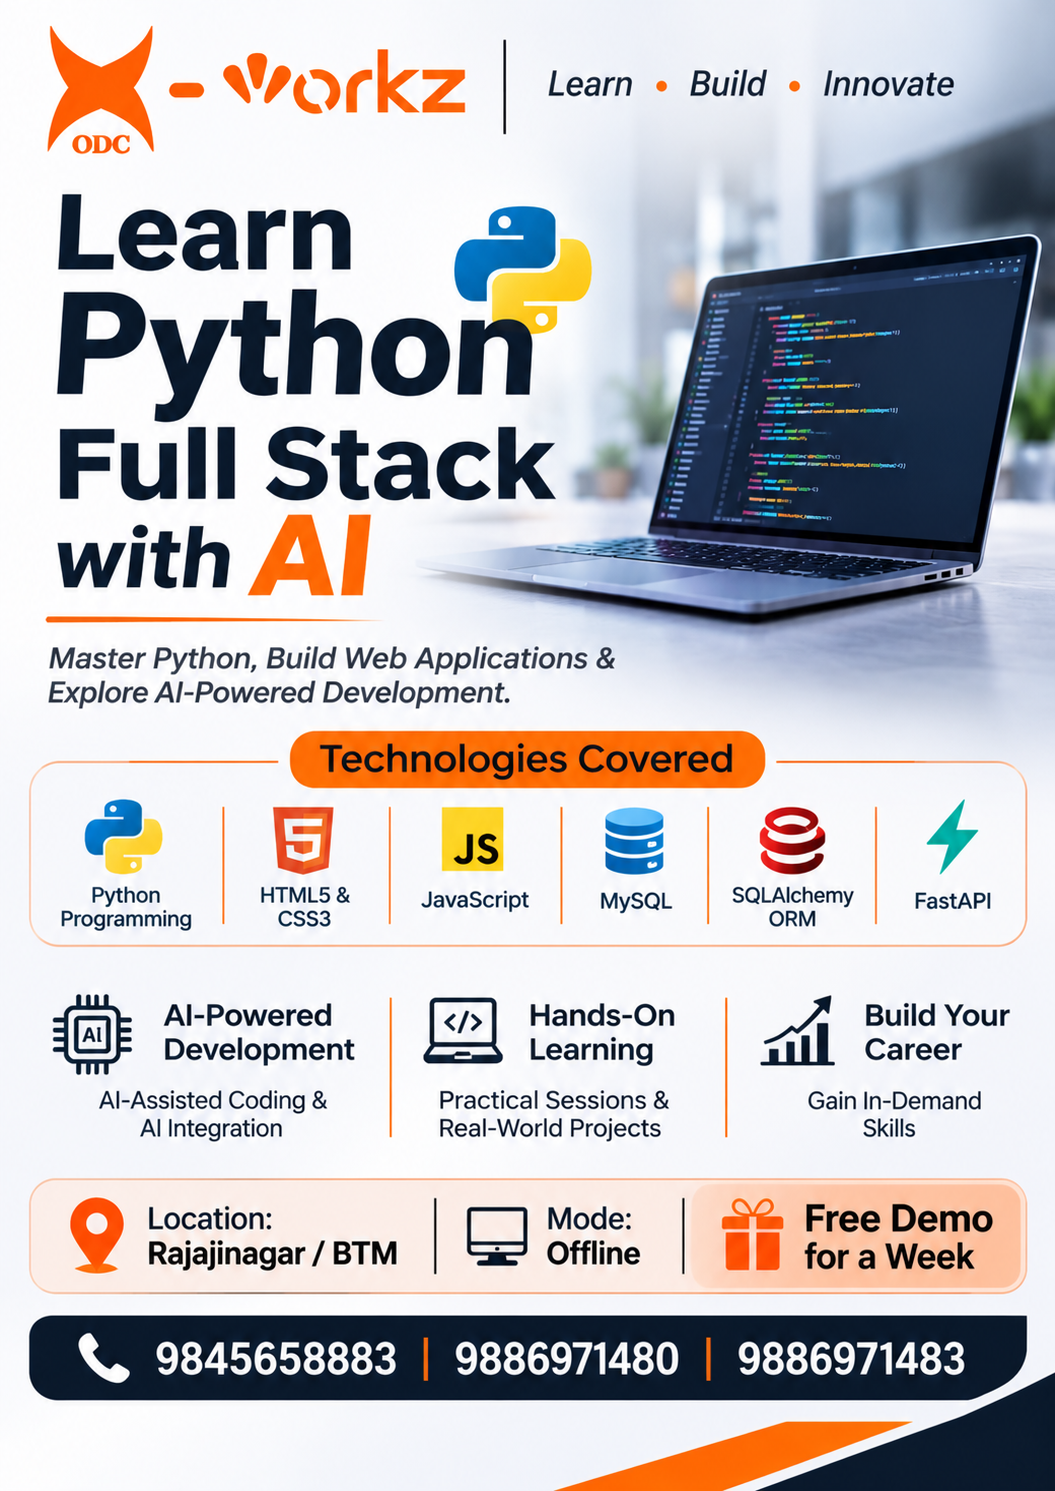 X-Workz
ODC
Learn • Build • Innovate
Learn
Python
Full Stack
with AI
Master Python, Build Web Applications &
Explore AI-Powered Development.
Technologies Covered
Python
Programming
HTML5 &
CSS3
JS
JavaScript
MySQL
SQLAlchemy
ORM
FastAPI
AI
AI-Powered
Development
AI-Assisted Coding &
AI Integration
</>
Hands-On
Learning
Practical Sessions &
Real-World Projects
Build Your
Career
Gain In-Demand
Skills
Location:
Rajajinagar / BTM
Mode:
Offline
Free Demo
for a Week
9845658883 | 9886971480 | 9886971483